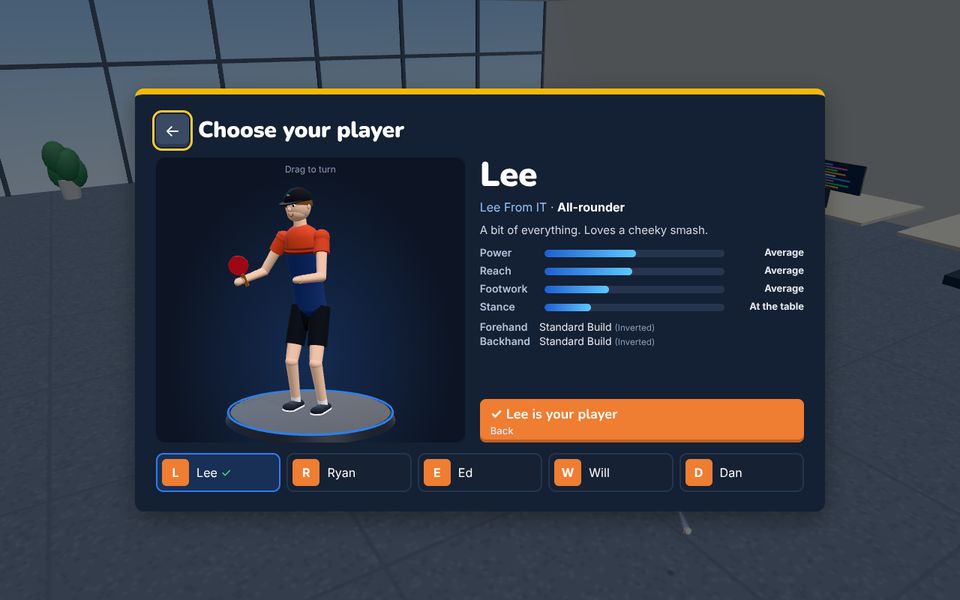 ← Choose your player
Drag to turn
Lee
Lee From IT · All-rounder
A bit of everything. Loves a cheeky smash.
Power Average
Reach Average
Footwork Average
Stance At the table
Forehand Standard Build (Inverted)
Backhand Standard Build (Inverted)
✓ Lee is your player
Back
L Lee ✓
R Ryan
E Ed
W Will
D Dan